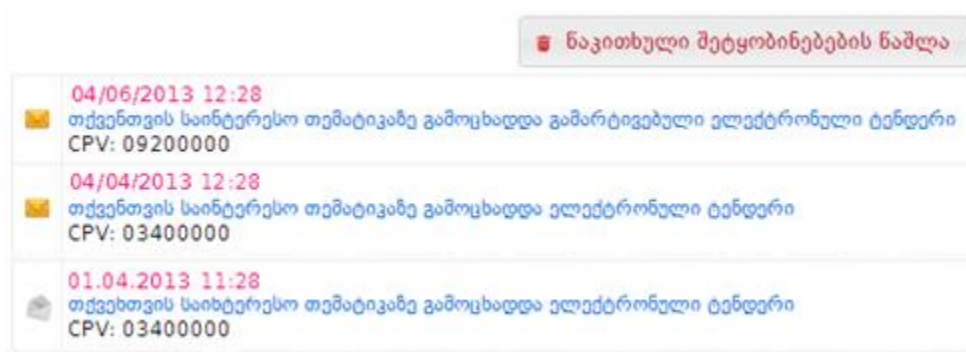 წაკითხული შეტყობინებების წაშლა
04/06/2013 12:28
თქვენთვის საინტერესო თემატიკაზე გამოცხადდა გამარტივებული ელექტრონული ტენდერი
CPV: 09200000
04/04/2013 12:28
თქვენთვის საინტერესო თემატიკაზე გამოცხადდა ელექტრონული ტენდერი
CPV: 03400000
01.04.2013 11:28
თქვენთვის საინტერესო თემატიკაზე გამოცხადდა ელექტრონული ტენდერი
CPV: 03400000